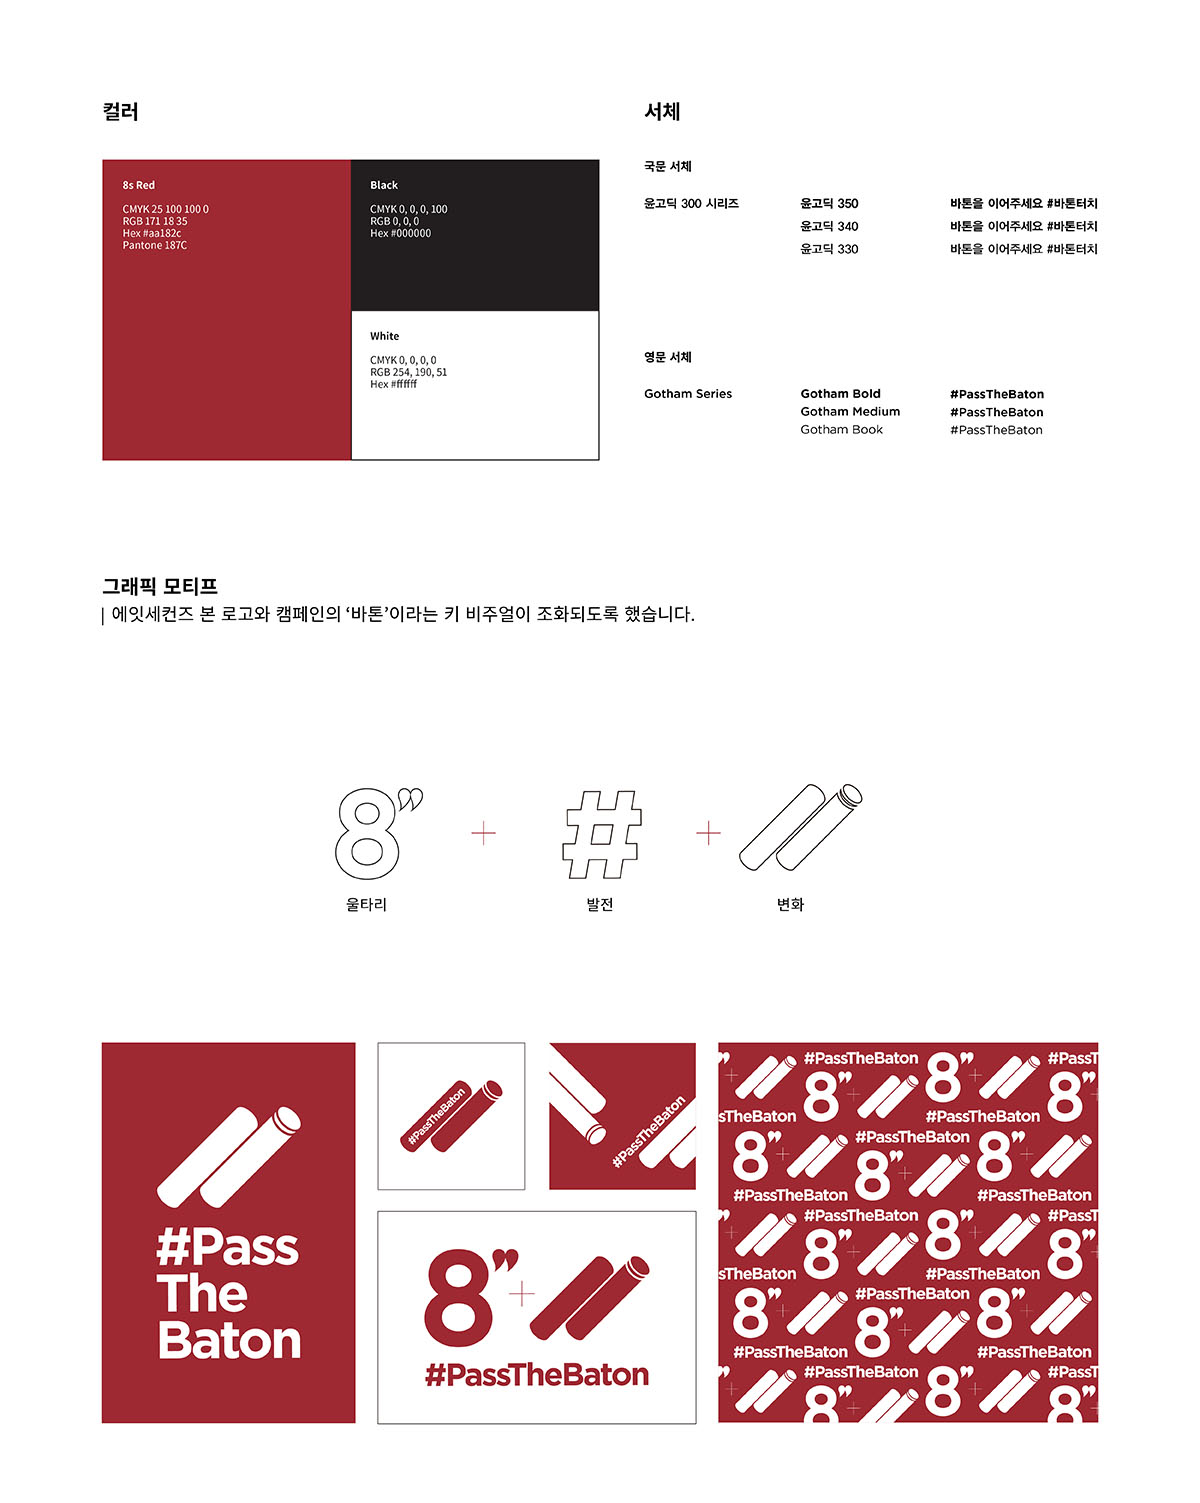 컬러
8s Red
CMYK 25 100 100 0
RGB 171 18 35
Hex #aa182c
Pantone 187C
Black
CMYK 0, 0, 0, 100
RGB 0, 0, 0
Hex #000000
White
CMYK 0, 0, 0, 0
RGB 254, 190, 51
Hex #ffffff
서체
국문 서체
윤고딕 300 시리즈 윤고딕 350 바톤을 이어주세요 #바톤터치
윤고딕 340 바톤을 이어주세요 #바톤터치
윤고딕 330 바톤을 이어주세요 #바톤터치
영문 서체
Gotham Series Gotham Bold #PassTheBaton
Gotham Medium #PassTheBaton
Gotham Book #PassTheBaton
그래픽 모티프
| 에잇세컨즈 본 로고와 캠페인의 ‘바톤’이라는 키 비주얼이 조화되도록 했습니다.
8” + # +
울타리 발전 변화
#Pass
The
Baton
#PassTheBaton
#PassTheBaton
8” +
#PassTheBaton
” + #PassTheBaton 8” + #PassT
8” + 8”
sTheBaton #PassTheBaton
8” + #PassTheBaton 8” +
8” +
#PassTheBaton #PassTheBaton
” + #PassTheBaton 8” + #PassT
8” + 8”
sTheBaton #PassTheBaton
8” + #PassTheBaton 8” +
8” +
#PassTheBaton #PassTheBaton
” + #PassTheBaton 8” + #PassT
8” + 8”